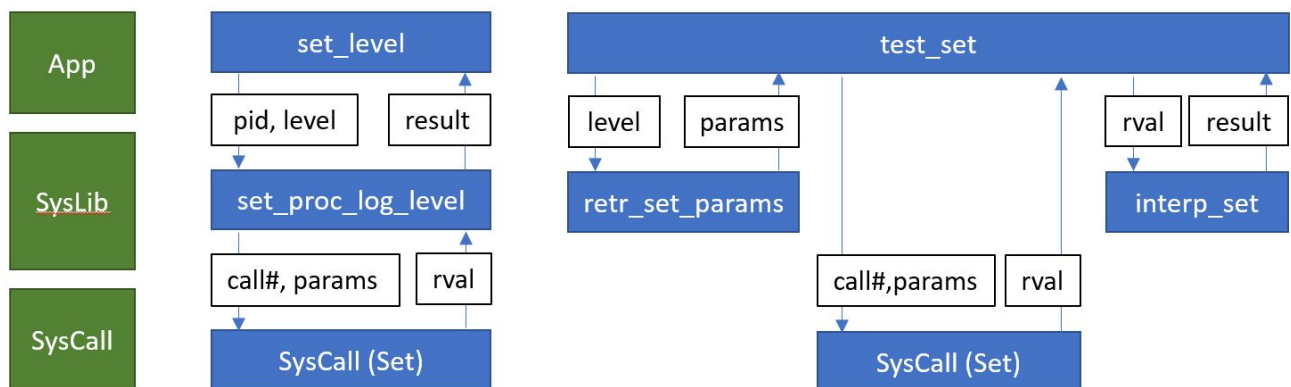 App
set_level
test_set
pid, level
result
level
params
rval
result
SysLib
set_proc_log_level
retr_set_params
interp_set
call#, params
rval
call#,params
rval
SysCall
SysCall (Set)
SysCall (Set)